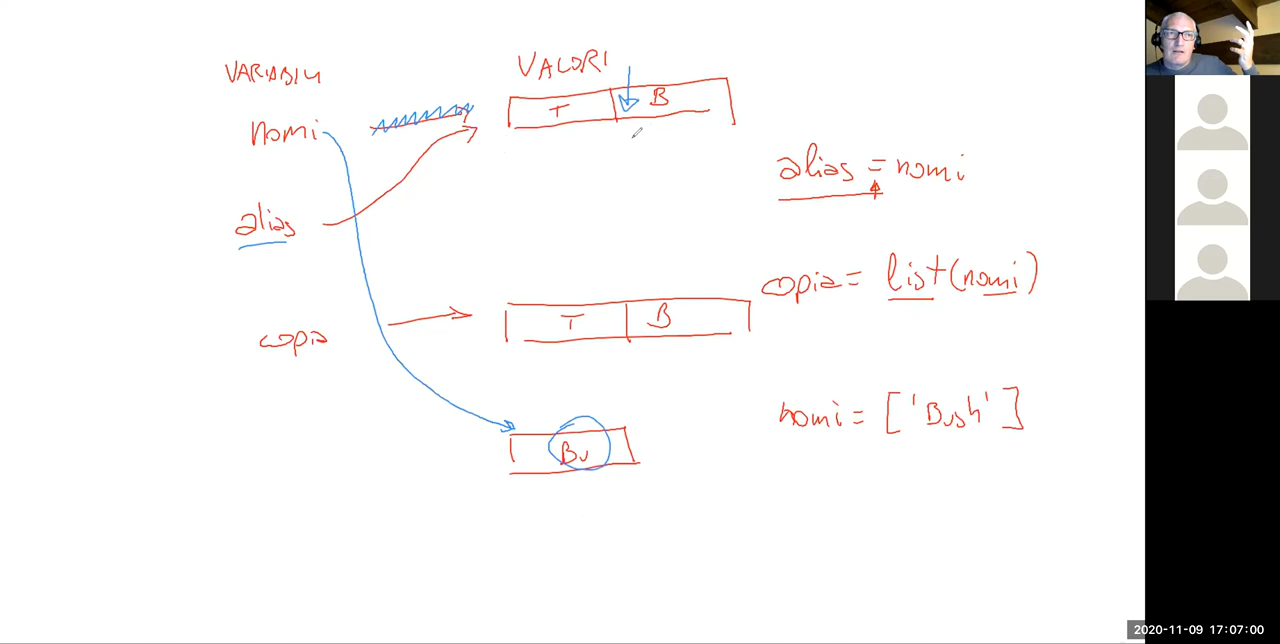 VARIABILI
VALORI
nomi
T B
alias = nomi
alias
copia = list(nomi)
copia
T B
nomi = ['Bush']
Bu
2020-11-09 17:07:00